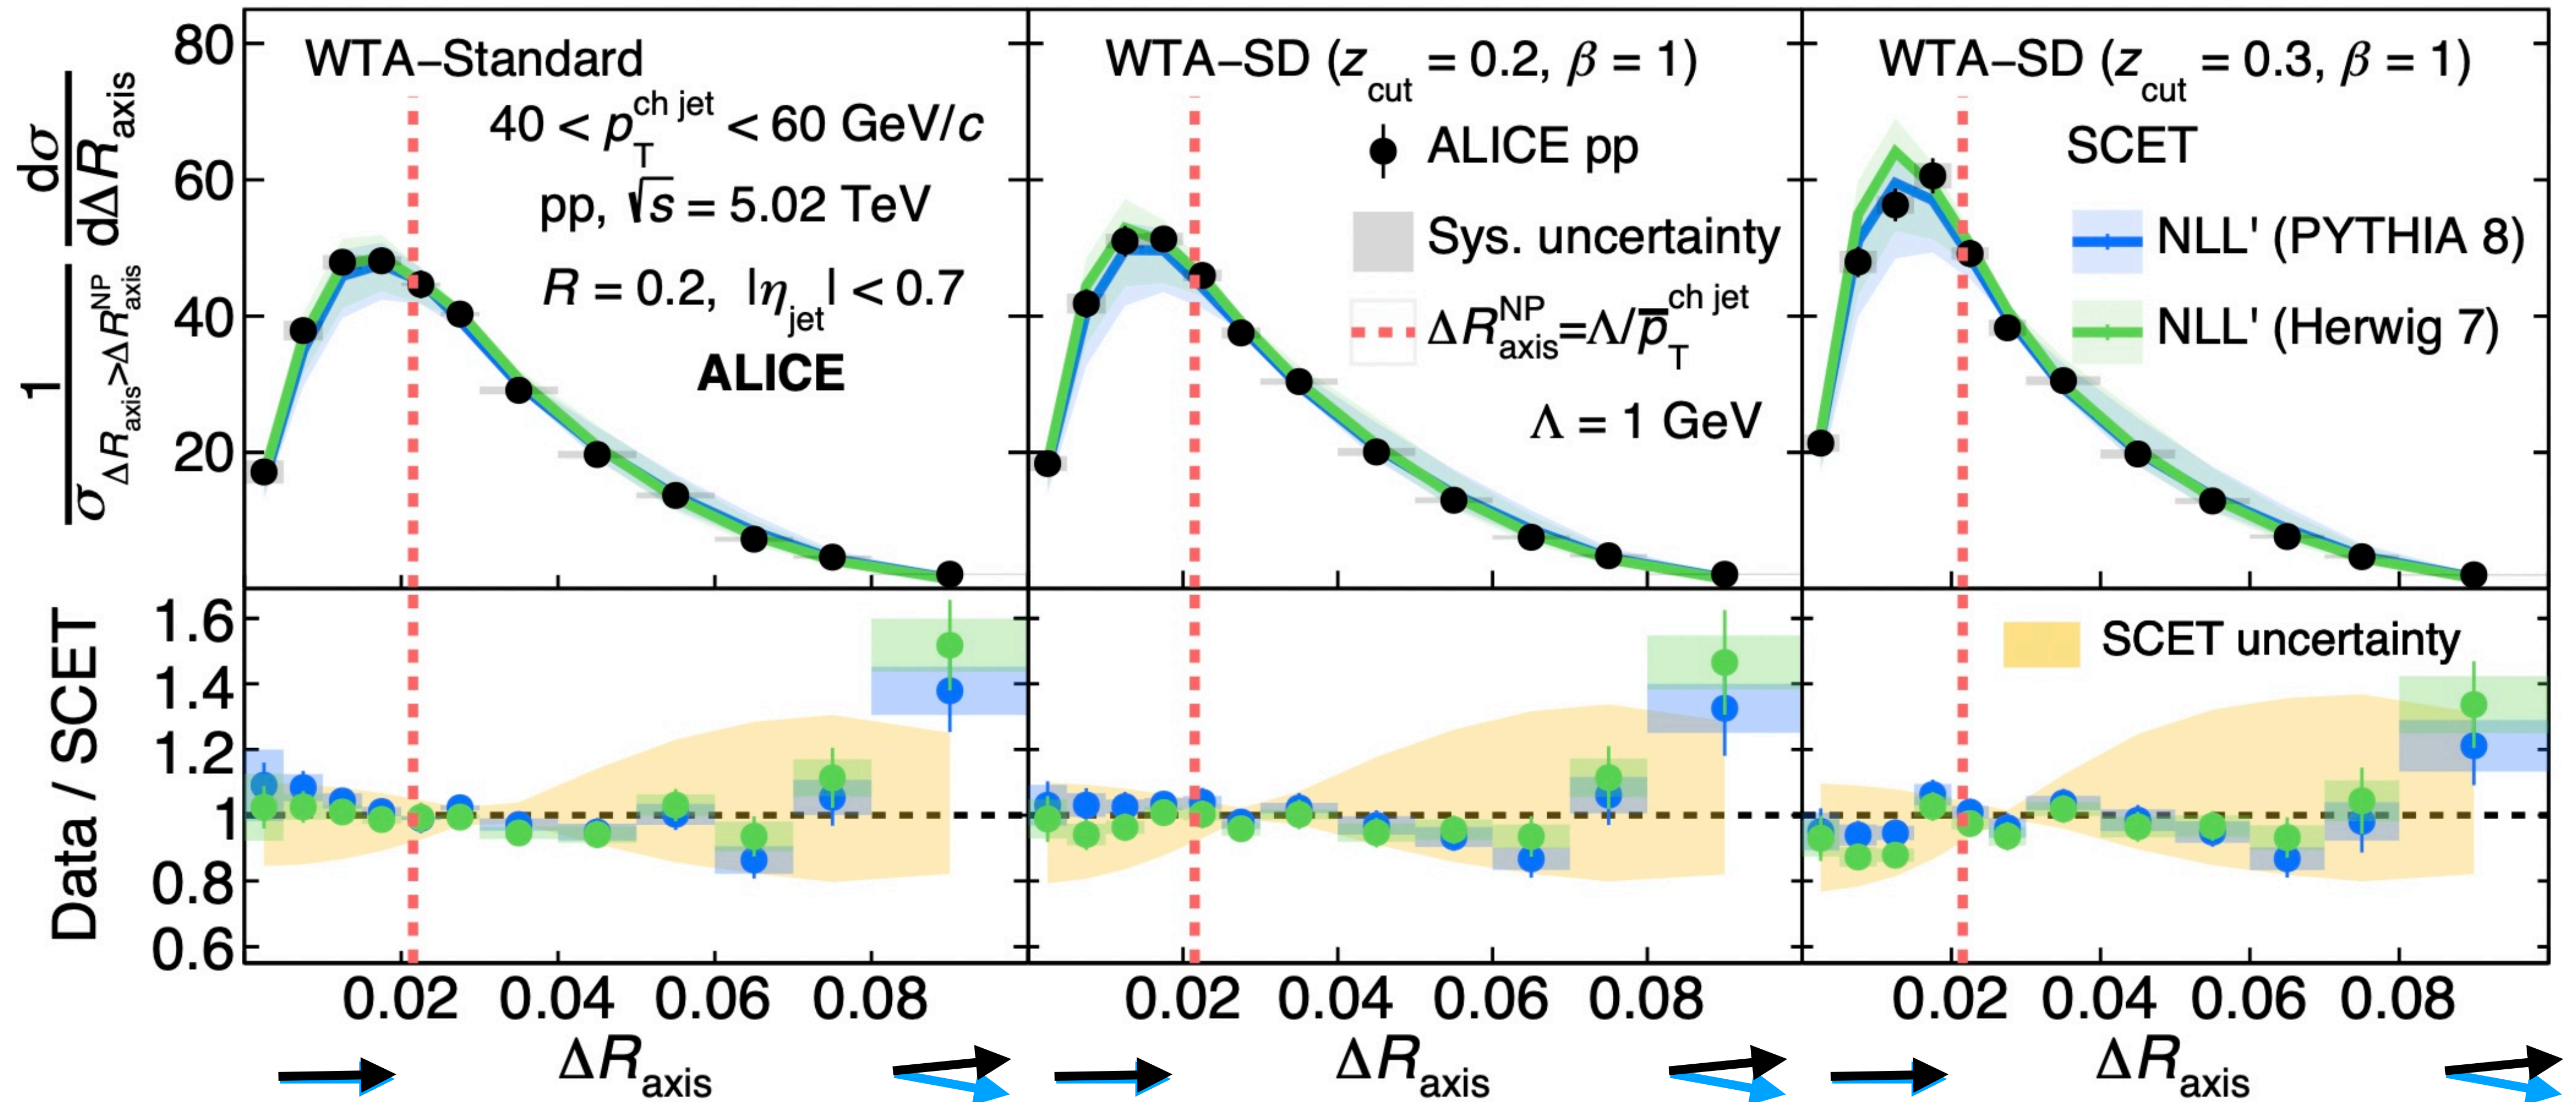 1 / σ_{ΔR_axis>ΔR_axis^NP} dσ / dΔR_axis
80
60
40
20
WTA–Standard
40 < p_T^{ch jet} < 60 GeV/c
pp, √s = 5.02 TeV
R = 0.2, |η_jet| < 0.7
ALICE
WTA–SD (z_cut = 0.2, β = 1)
ALICE pp
Sys. uncertainty
ΔR_axis^NP=Λ/p̅_T^{ch jet}
Λ = 1 GeV
WTA–SD (z_cut = 0.3, β = 1)
SCET
NLL' (PYTHIA 8)
NLL' (Herwig 7)
Data / SCET
1.6
1.4
1.2
1
0.8
0.6
SCET uncertainty
0.02 0.04 0.06 0.08
0.02 0.04 0.06 0.08
0.02 0.04 0.06 0.08
ΔR_axis
ΔR_axis
ΔR_axis